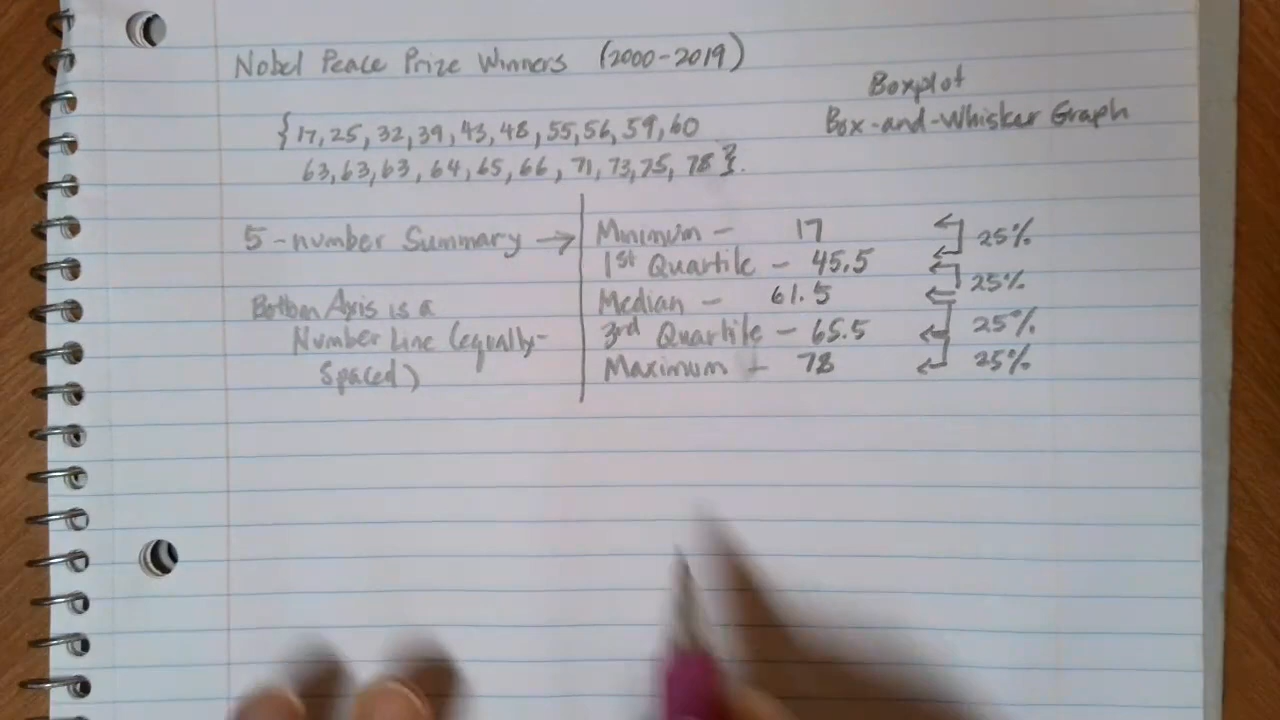 Nobel Peace Prize Winners (2000-2019)
Boxplot
Box-and-Whisker Graph
{17, 25, 32, 39, 43, 48, 55, 56, 59, 60
63, 63, 63, 64, 65, 66, 71, 73, 75, 78}.
5-number Summary →
Minimum - 17
25%
1st Quartile - 45.5
25%
Median - 61.5
Bottom Axis is a
Number Line (equally-
Spaced)
3rd Quartile - 65.5
25%
Maximum - 78
25%